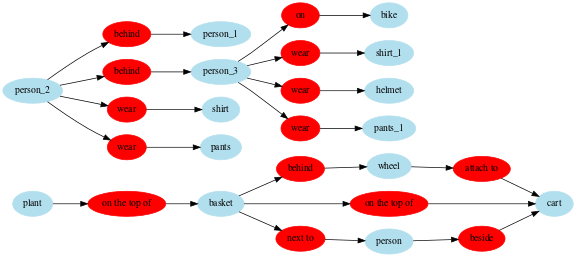 on
bike
behind
person_1
wear
shirt_1
person_2
behind
person_3
wear
helmet
wear
shirt
wear
pants_1
wear
pants
behind
wheel
attach to
plant
on the top of
basket
on the top of
cart
next to
person
beside